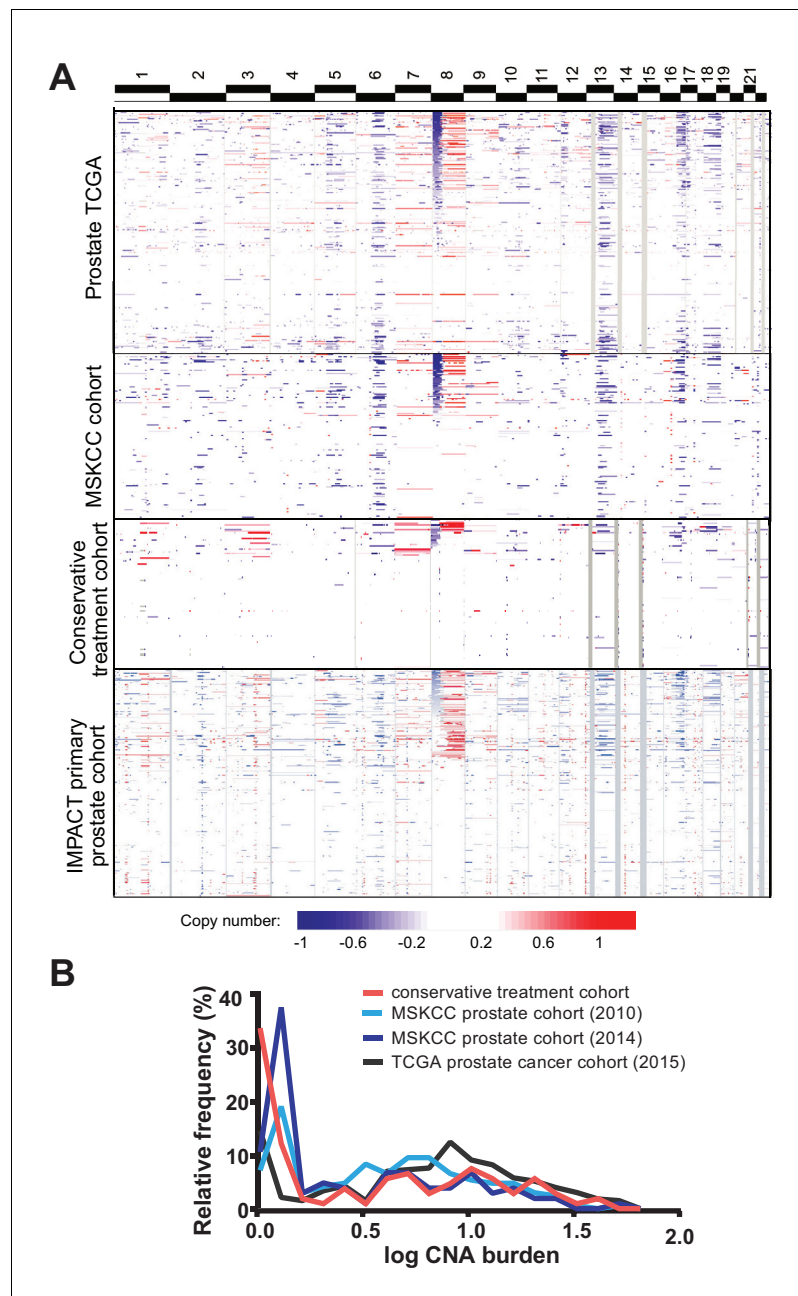 A
1 2 3 4 5 6 7 8 9 10 11 12 13 14 15 16 17 18 19 21
Prostate TCGA
MSKCC cohort
Conservative
treatment cohort
IMPACT primary
prostate cohort
Copy number:
-1 -0.6 -0.2 0.2 0.6 1
B
Relative frequency (%)
40
30
20
10
0
conservative treatment cohort
MSKCC prostate cohort (2010)
MSKCC prostate cohort (2014)
TCGA prostate cancer cohort (2015)
0.0 0.5 1.0 1.5 2.0
log CNA burden